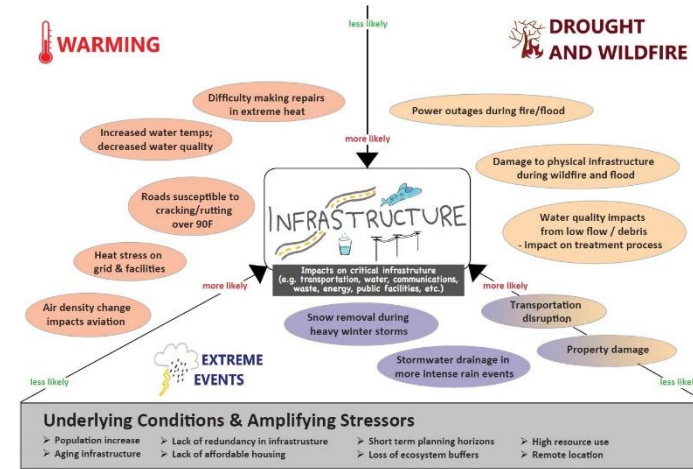 less likely
WARMING
DROUGHT
AND WILDFIRE
Difficulty making repairs
in extreme heat
Power outages during fire/flood
Increased water temps;
decreased water quality
more likely
Damage to physical infrastructure
during wildfire and flood
Roads susceptible to
cracking/rutting
over 90F
INFRASTRUCTURE
Water quality impacts
from low flow / debris
- impact on treatment process
Heat stress on
grid & facilities
Impacts on critical infrastruture
(e.g. transportation, water, communications,
waste, energy, public facilities, etc.)
more likely
more likely
Air density change
impacts aviation
Snow removal during
heavy winter storms
Transportation
disruption
EXTREME
EVENTS
Stormwater drainage in
more intense rain events
Property damage
less likely
less likely
Underlying Conditions & Amplifying Stressors
➢ Population increase
➢ Lack of redundancy in infrastrusture
➢ Short term planning horizons
➢ High resource use
➢ Aging infrastructure
➢ Lack of affordable housing
➢ Loss of ecosystem buffers
➢ Remote location